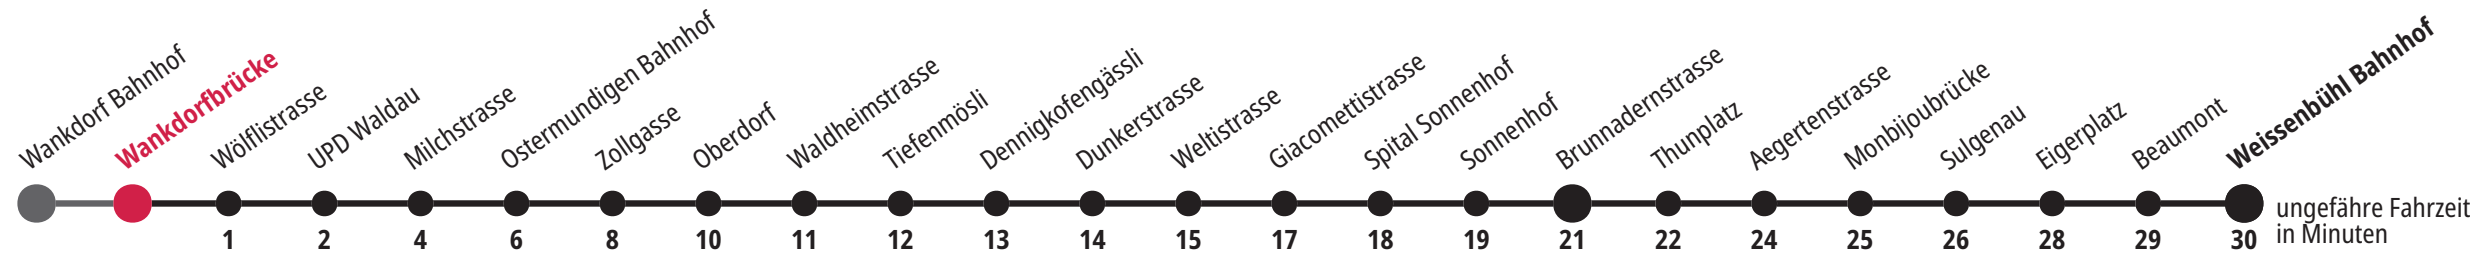 Wankdorf Bahnhof
Wankdorfbrücke
Wölflistrasse
UPD Waldau
Milchstrasse
Ostermundigen Bahnhof
Zollgasse
Oberdorf
Waldheimstrasse
Tiefenmösli
Dennigkofengässli
Dunkerstrasse
Weltistrasse
Giacomettistrasse
Spital Sonnenhof
Sonnenhof
Brunnadernstrasse
Thunplatz
Aegertenstrasse
Monbijoubrücke
Sulgenau
Eigerplatz
Beaumont
Weissenbühl Bahnhof
1 2 4 6 8 10 11 12 13 14 15 17 18 19 21 22 24 25 26 28 29 30
ungefähre Fahrzeit
in Minuten